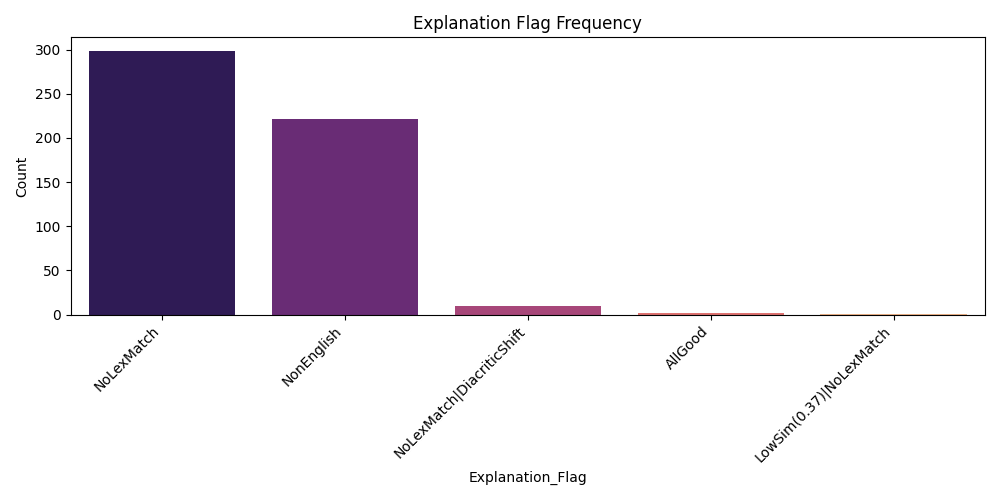 Explanation Flag Frequency
300
250
200
150
100
50
0
Count
NoLexMatch
NonEnglish
NoLexMatch|DiacriticShift
AllGood
LowSim(0.37)|NoLexMatch
Explanation_Flag